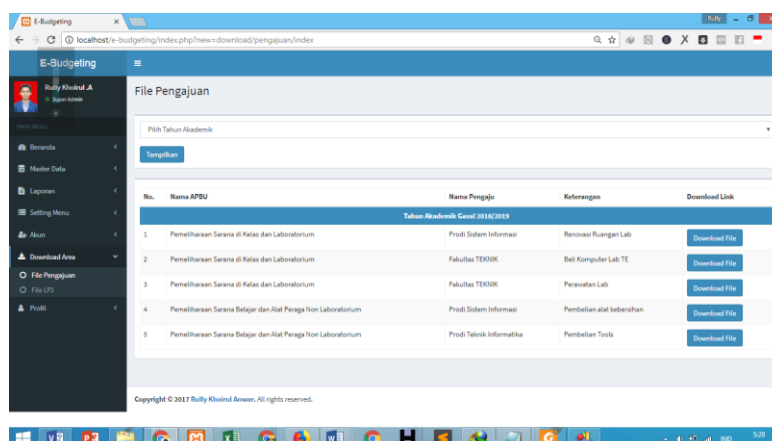 E-Budgeting
Rully
localhost/e-budgeting/index.php?new=download/pengajuan/index
E-Budgeting
Rully Khoirul .A
Super Admin
File Pengajuan
MAIN MENU
Pilih Tahun Akademik
Beranda
Tampilkan
Master Data
Laporan
No. Nama APBU Nama Pengaju Keterangan Download Link
Setting Menu
Tahun Akademik Gasal 2018/2019
Akun
1 Pemeliharaan Sarana di Kelas dan Laboratorium Prodi Sistem Informasi Renovasi Ruangan Lab Download File
Download Area
2 Pemeliharaan Sarana di Kelas dan Laboratorium Fakultas TEKNIK Beli Komputer Lab TE Download File
File Pengajuan
3 Pemeliharaan Sarana di Kelas dan Laboratorium Fakultas TEKNIK Perawatan Lab Download File
File LPJ
Profil
4 Pemeliharaan Sarana Belajar dan Alat Peraga Non Laboratorium Prodi Sistem Informasi Pembelian alat kebersihan Download File
5 Pemeliharaan Sarana Belajar dan Alat Peraga Non Laboratorium Prodi Teknik Informatika Pembelian Tools Download File
Copyright © 2017 Rully Khoirul Anwar. All rights reserved.
IND 5:28